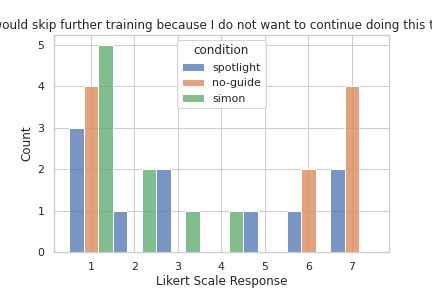 would skip further training because I do not want to continue doing this
5
4
3
2
1
0
Count
condition
spotlight
no-guide
simon
1 2 3 4 5 6 7
Likert Scale Response